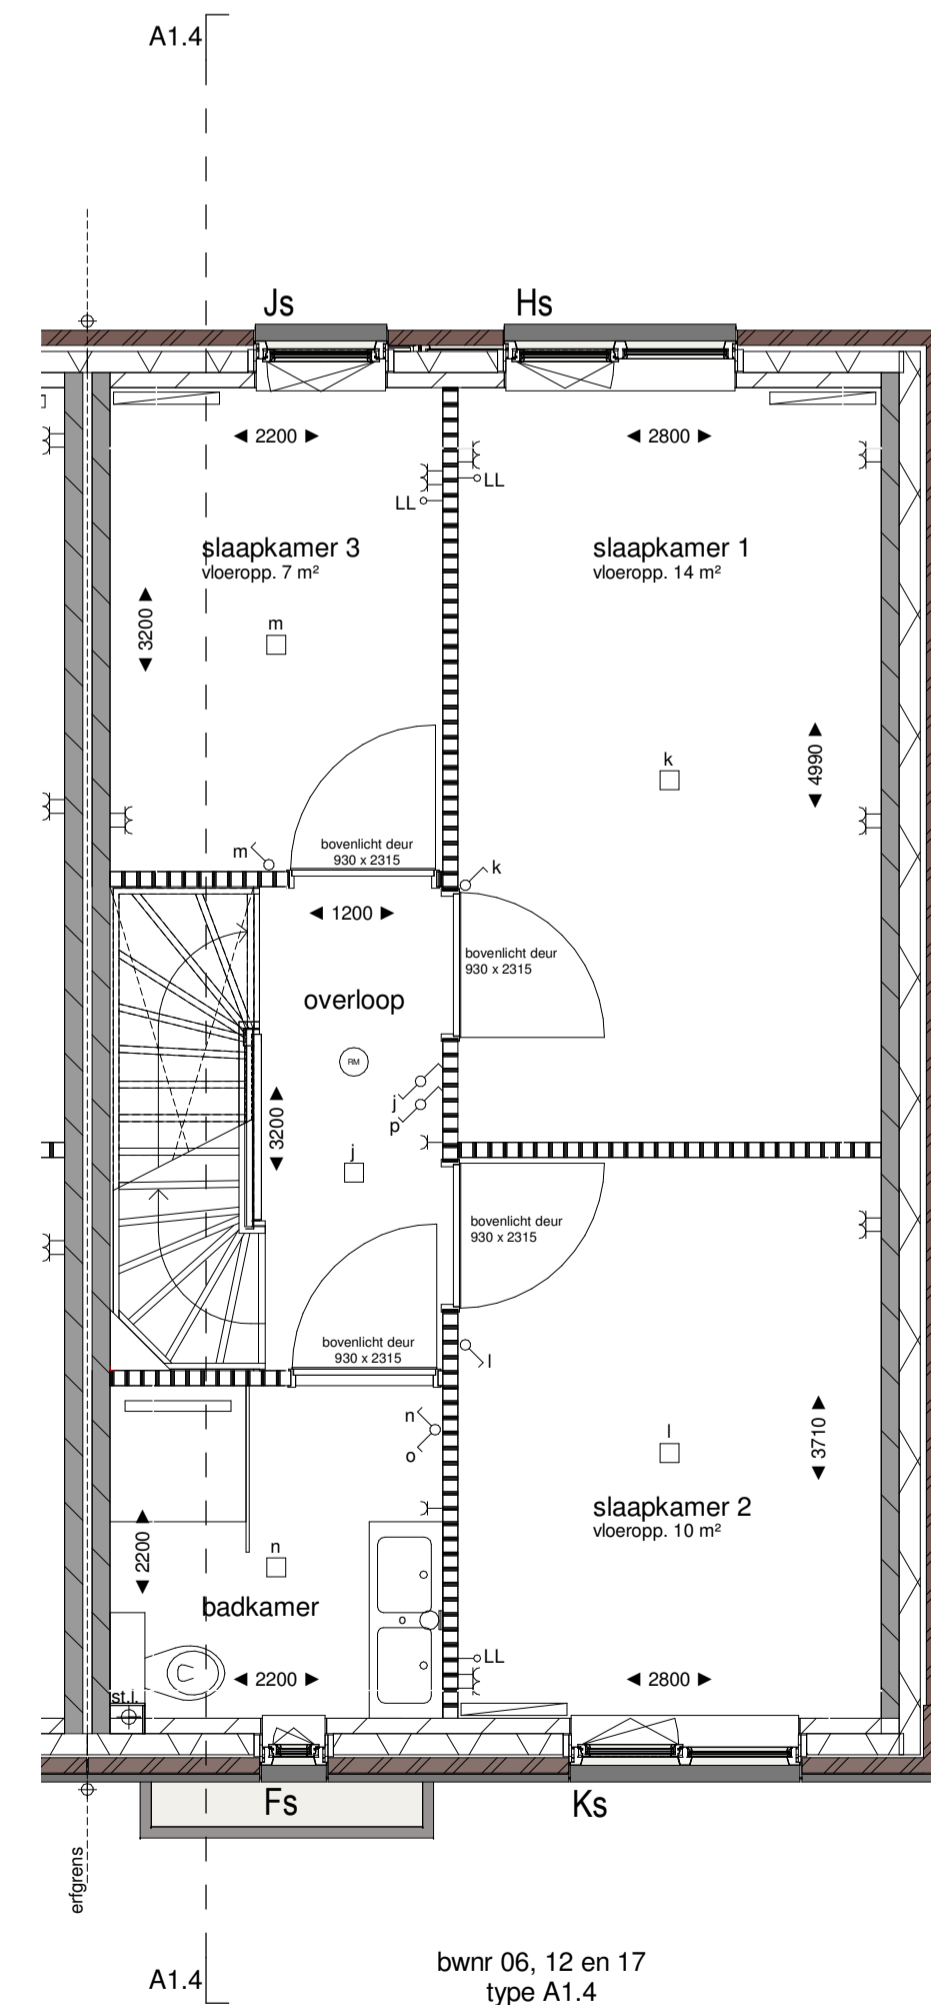 A1.4
Js
Hs
2200
2800
LL
LL
slaapkamer 3
vloeropp. 7 m²
slaapkamer 1
vloeropp. 14 m²
3200
m
k
4990
m
bovenlicht deur
930 x 2315
k
1200
bovenlicht deur
930 x 2315
overloop
RM
j
p
3200
j
bovenlicht deur
930 x 2315
bovenlicht deur
930 x 2315
l
n
o
l
3710
slaapkamer 2
vloeropp. 10 m²
2200
n
badkamer
LL
2200
2800
st.l.
Fs
Ks
erfgrens
A1.4
bwnr 06, 12 en 17
type A1.4